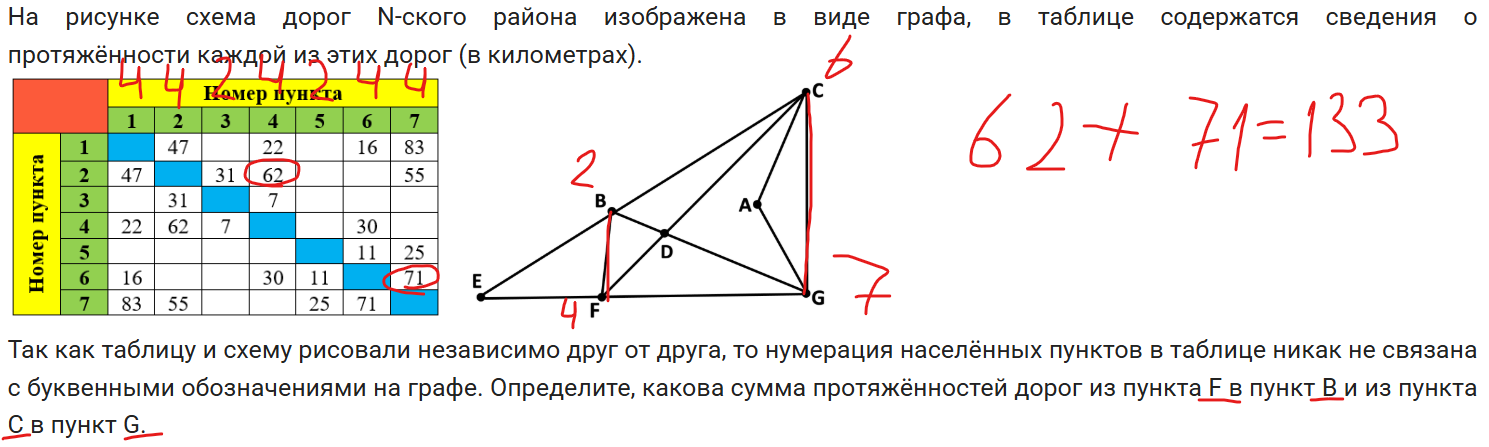 На рисунке схема дорог N-ского района изображена в виде графа, в таблице содержатся сведения о
протяжённости каждой из этих дорог (в километрах).
4 4 2 4 2 4 4
Номер пункта
1 2 3 4 5 6 7
Номер пункта
1 47 22 16 83
2 47 31 62 55
3 31 7
4 22 62 7 30
5 11 25
6 16 30 11 71
7 83 55 25 71
6
C
2
B
A
D
E
F
4
G
7
62+71=133
Так как таблицу и схему рисовали независимо друг от друга, то нумерация населённых пунктов в таблице никак не связана
с буквенными обозначениями на графе. Определите, какова сумма протяжённостей дорог из пункта F в пункт B и из пункта
C в пункт G.